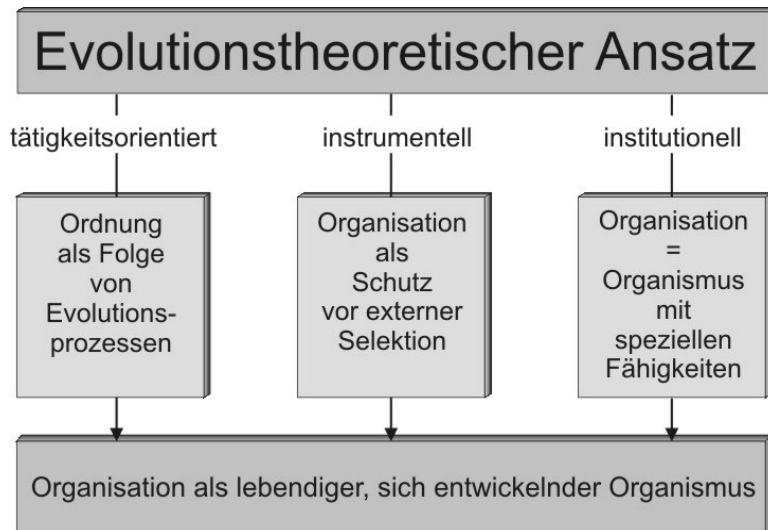 Evolutionstheoretischer Ansatz
tätigkeitsorientiert
instrumentell
institutionell
Ordnung
als Folge
von
Evolutions-
prozessen
Organisation
als
Schutz
vor externer
Selektion
Organisation
=
Organismus
mit
speziellen
Fähigkeiten
Organisation als lebendiger, sich entwickelnder Organismus